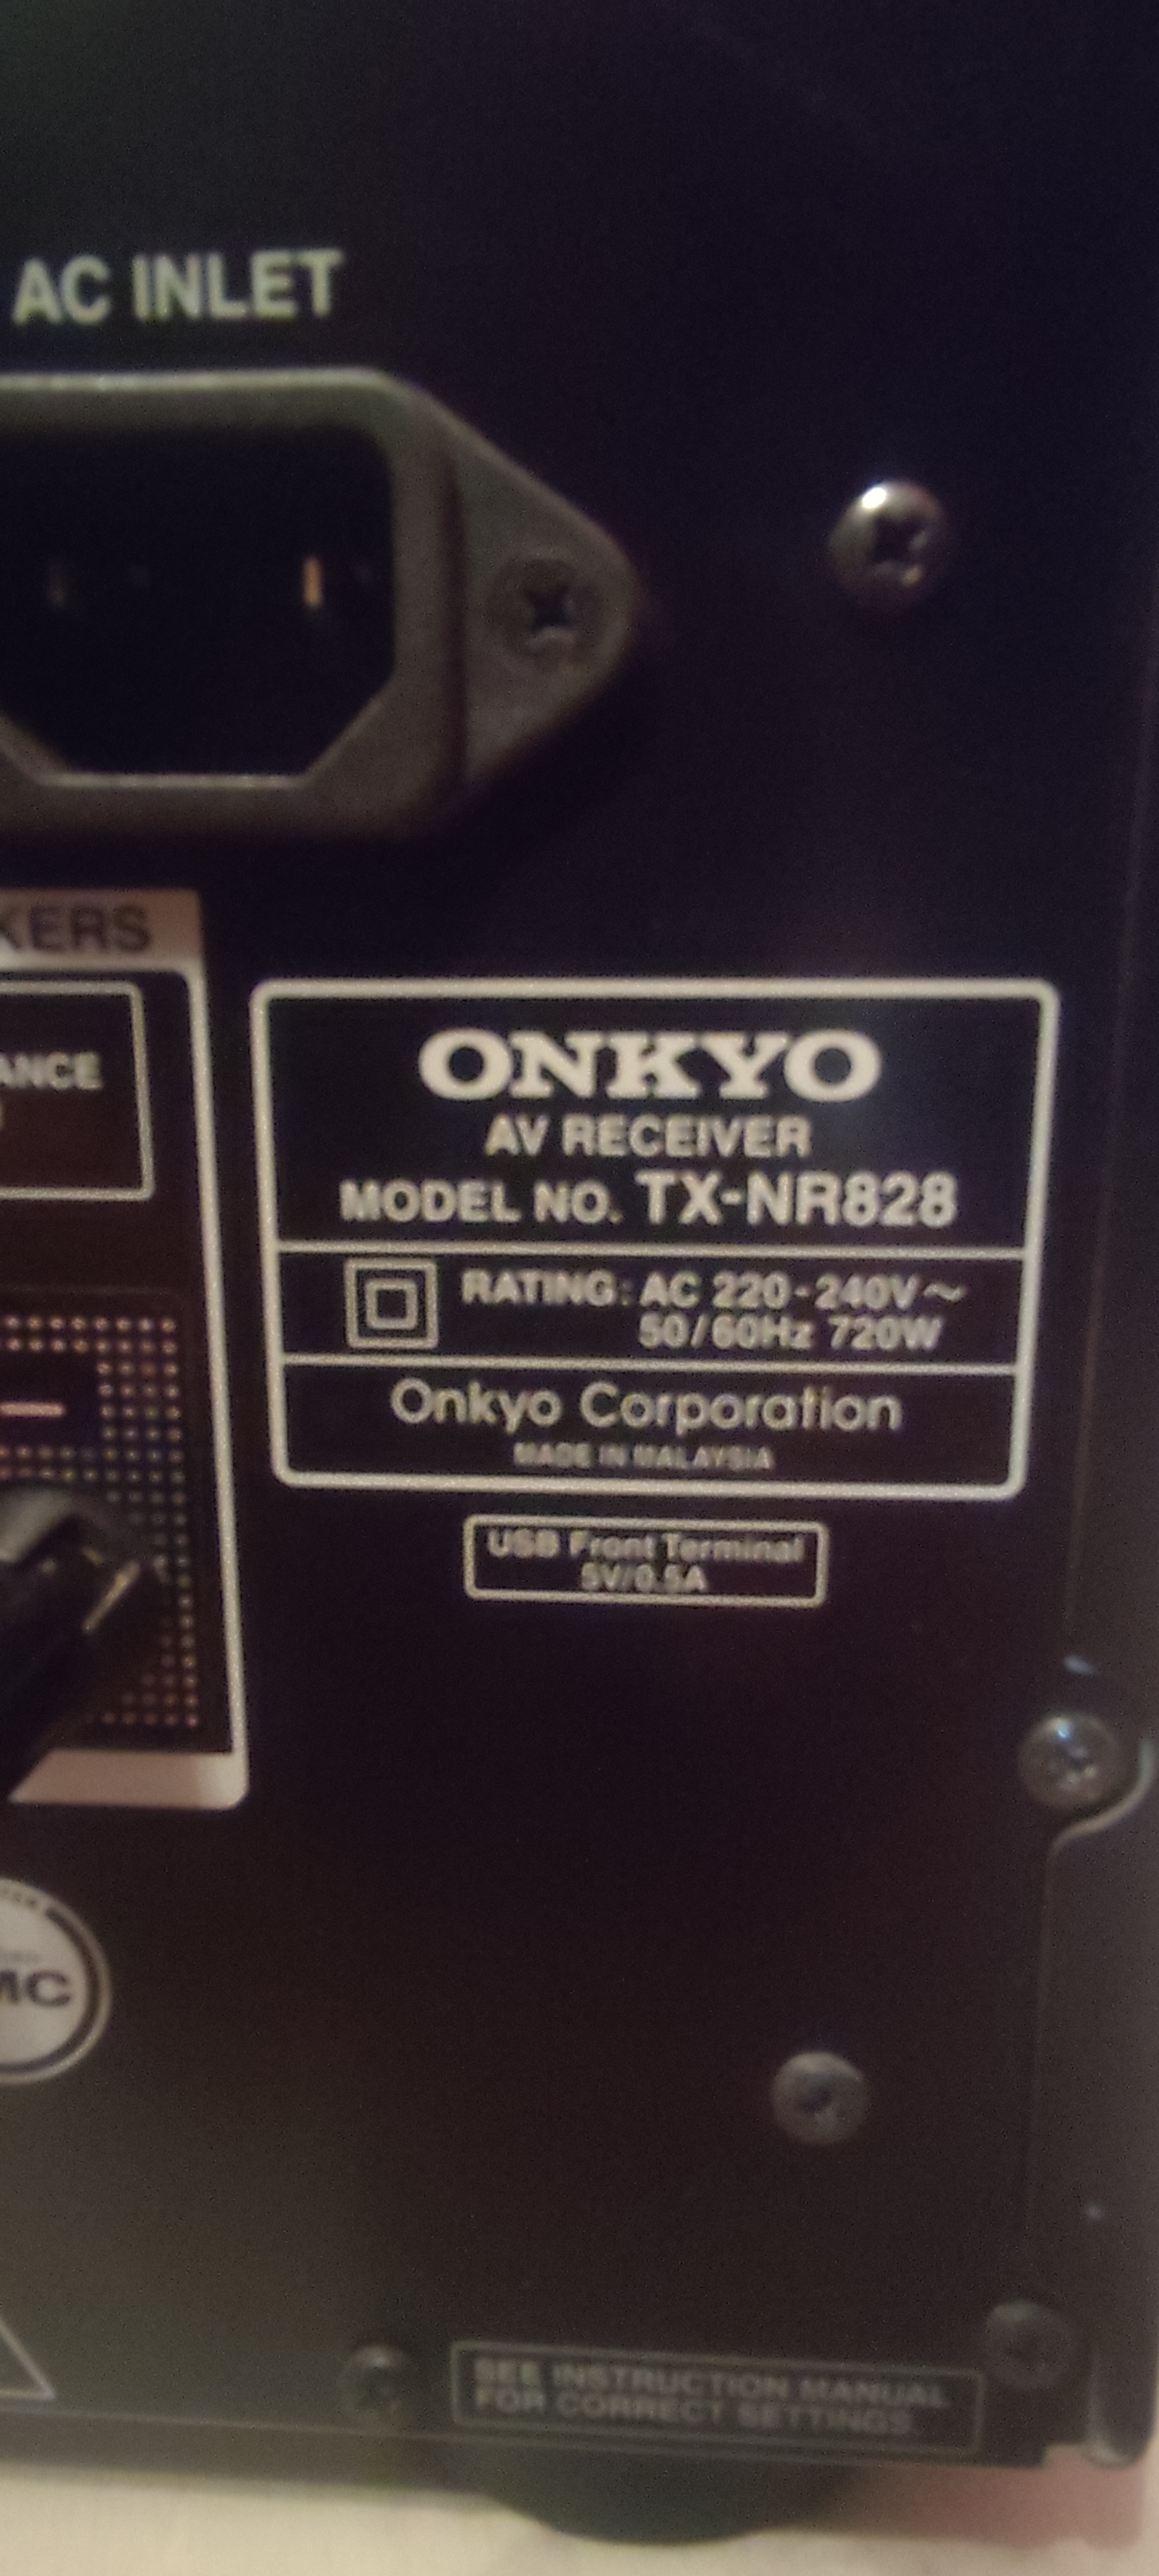 AC INLET
KERS
ANCE
ONKYO
AV RECEIVER
MODEL NO. TX-NR828
RATING: AC 220-240V~
50/60Hz 720W
Onkyo Corporation
MADE IN MALAYSIA
USB Front Terminal
5V/0.5A
MC
SEE INSTRUCTION MANUAL
FOR CORRECT SETTINGS.